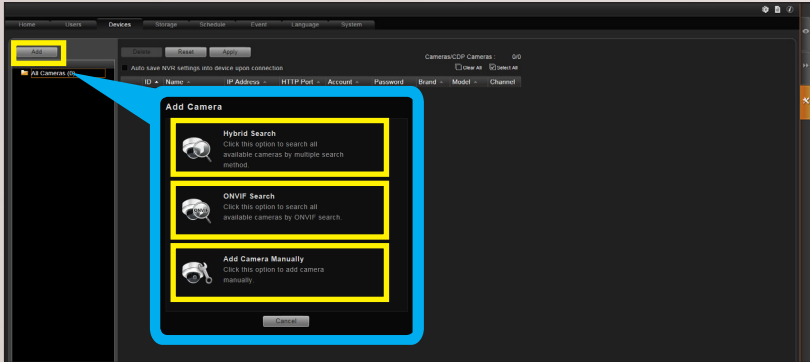 Home Users Devices Storage Schedule Event Language System
Add
Delete Reset Apply
Cameras/CDP Cameras : 0/0
Auto save NVR settings into device upon connection
Clear All Select All
All Cameras (0)
ID Name IP Address HTTP Port Account Password Brand Model Channel
Add Camera
Hybrid Search
Click this option to search all
available cameras by multiple search
method.
ONVIF Search
Click this option to search all
available cameras by ONVIF search.
ONVIF
Add Camera Manually
Click this option to add camera
manually.
Cancel